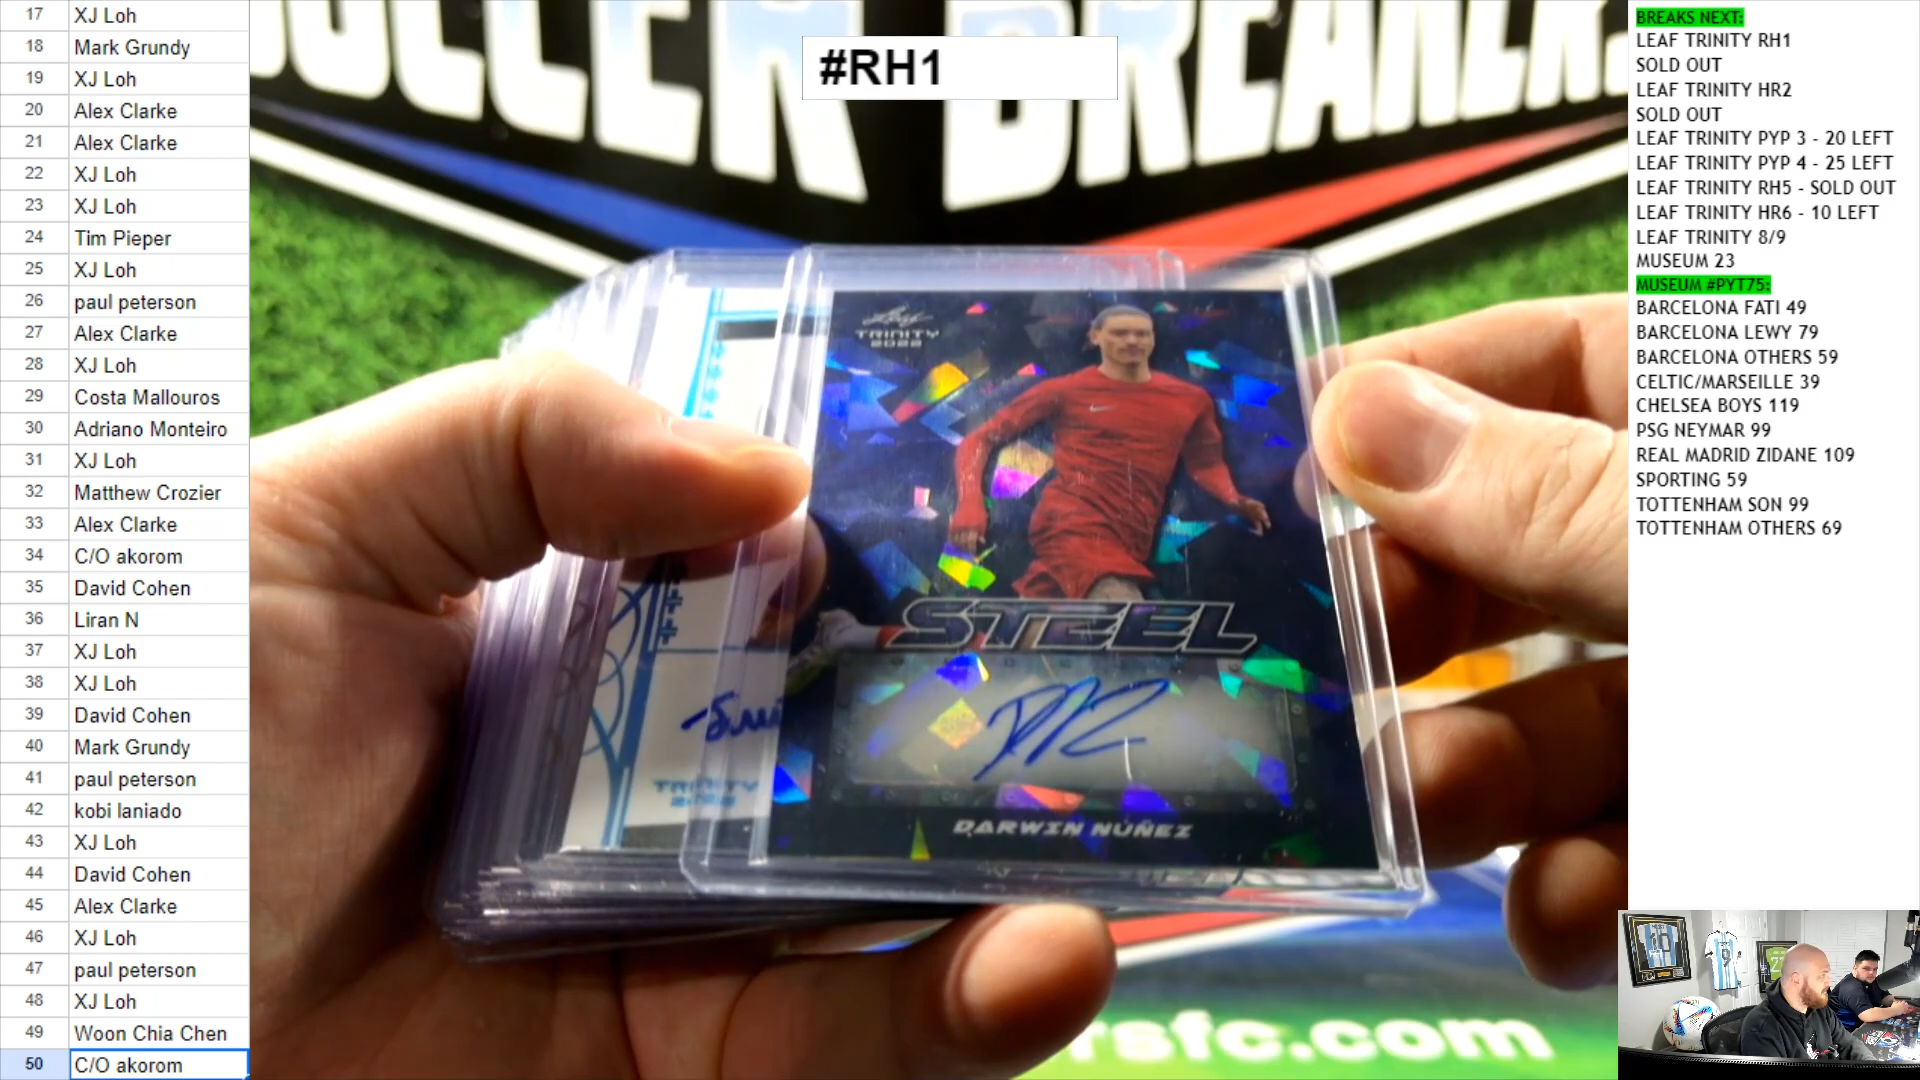 17 XJ Loh
18 Mark Grundy
19 XJ Loh
20 Alex Clarke
21 Alex Clarke
22 XJ Loh
23 XJ Loh
24 Tim Pieper
25 XJ Loh
26 paul peterson
27 Alex Clarke
28 XJ Loh
29 Costa Mallouros
30 Adriano Monteiro
31 XJ Loh
32 Matthew Crozier
33 Alex Clarke
34 C/O akorom
35 David Cohen
36 Liran N
37 XJ Loh
38 XJ Loh
39 David Cohen
40 Mark Grundy
41 paul peterson
42 kobi laniado
43 XJ Loh
44 David Cohen
45 Alex Clarke
46 XJ Loh
47 paul peterson
48 XJ Loh
49 Woon Chia Chen
50 C/O akorom
#RH1
Leaf
TRINITY
2022
STEEL
DARWIN NÚÑEZ
TRINITY
2022
rsfc.com
BREAKS NEXT:
LEAF TRINITY RH1
SOLD OUT
LEAF TRINITY HR2
SOLD OUT
LEAF TRINITY PYP 3 - 20 LEFT
LEAF TRINITY PYP 4 - 25 LEFT
LEAF TRINITY RH5 - SOLD OUT
LEAF TRINITY HR6 - 10 LEFT
LEAF TRINITY 8/9
MUSEUM 23
MUSEUM #PYT75:
BARCELONA FATI 49
BARCELONA LEWY 79
BARCELONA OTHERS 59
CELTIC/MARSEILLE 39
CHELSEA BOYS 119
PSG NEYMAR 99
REAL MADRID ZIDANE 109
SPORTING 59
TOTTENHAM SON 99
TOTTENHAM OTHERS 69